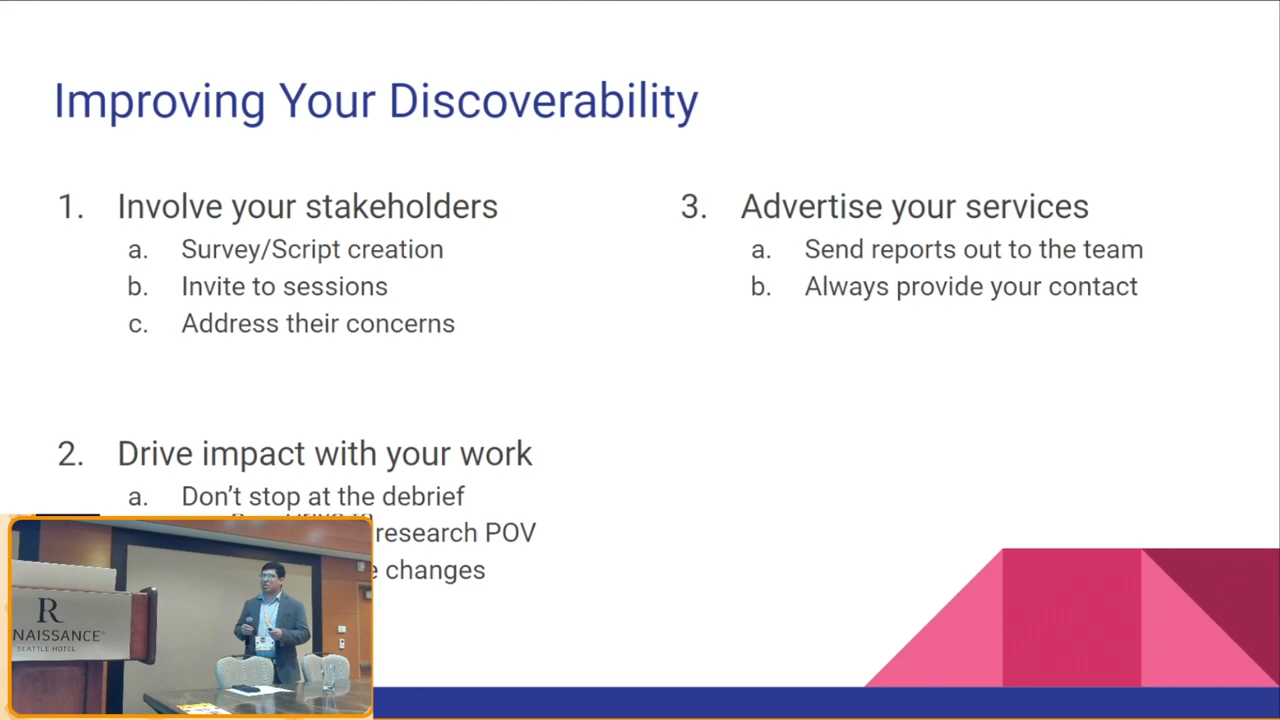 Improving Your Discoverability
1. Involve your stakeholders
a. Survey/Script creation
b. Invite to sessions
c. Address their concerns
2. Drive impact with your work
a. Don’t stop at the debrief
research POV
changes
3. Advertise your services
a. Send reports out to the team
b. Always provide your contact
R
NAISSANCE
SEATTLE HOTEL